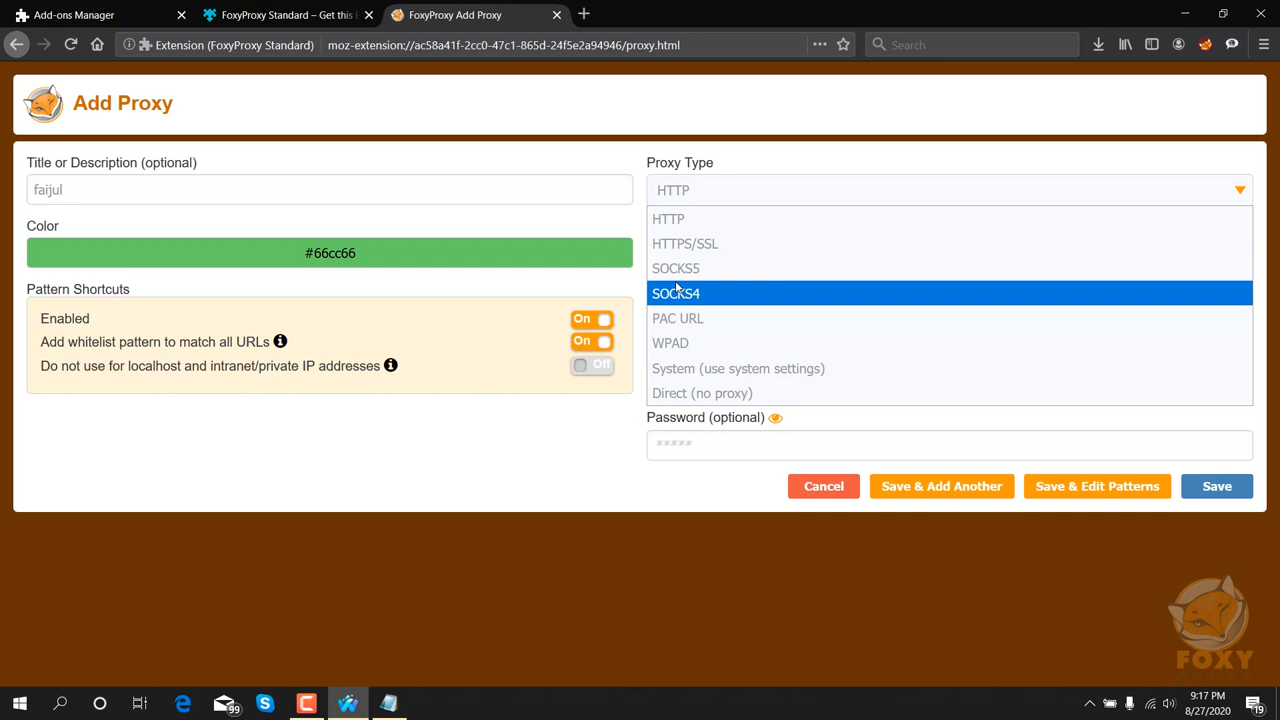 Add-ons Manager
FoxyProxy Standard – Get this E
FoxyProxy Add Proxy
Extension (FoxyProxy Standard)
moz-extension://ac58a41f-2cc0-47c1-865d-24f5e2a94946/proxy.html
Search
Add Proxy
Title or Description (optional)
faijul
Color
#66cc66
Pattern Shortcuts
Enabled
On
Add whitelist pattern to match all URLs
On
Do not use for localhost and intranet/private IP addresses
Off
Proxy Type
HTTP
HTTP
HTTPS/SSL
SOCKS5
SOCKS4
PAC URL
WPAD
System (use system settings)
Direct (no proxy)
Password (optional)
*****
Cancel
Save & Add Another
Save & Edit Patterns
Save
FOXY
PROXY
99
9:17 PM
8/27/2020
19